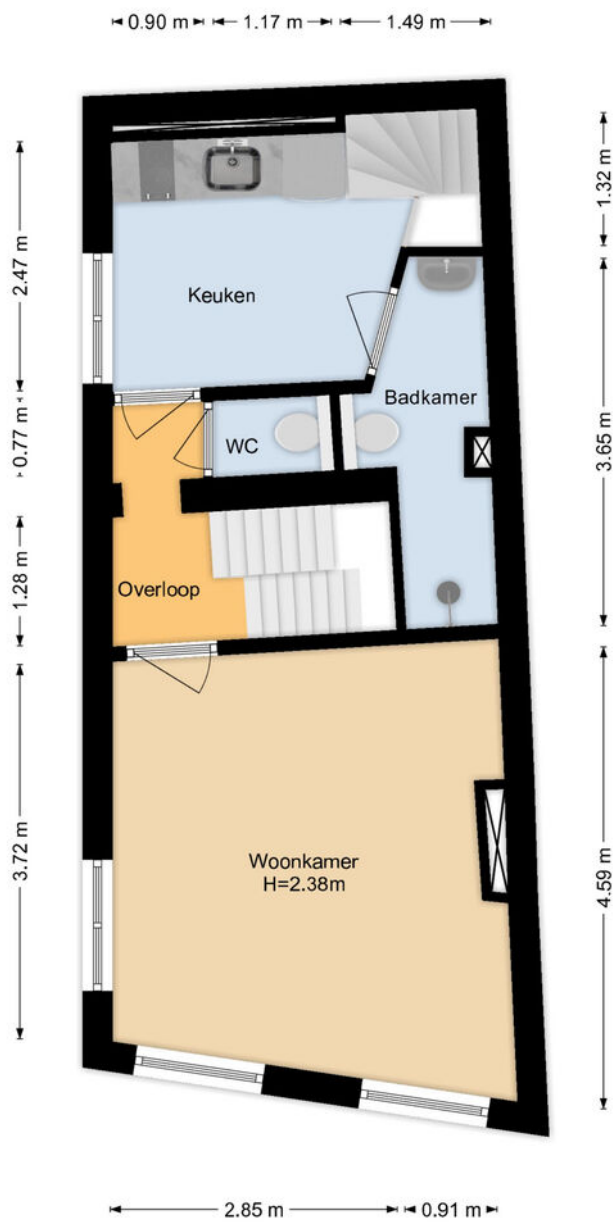 0.90 m
1.17 m
1.49 m
2.47 m
0.77 m
1.28 m
3.72 m
1.32 m
3.65 m
4.59 m
Keuken
Badkamer
WC
Overloop
Woonkamer
H=2.38m
2.85 m
0.91 m